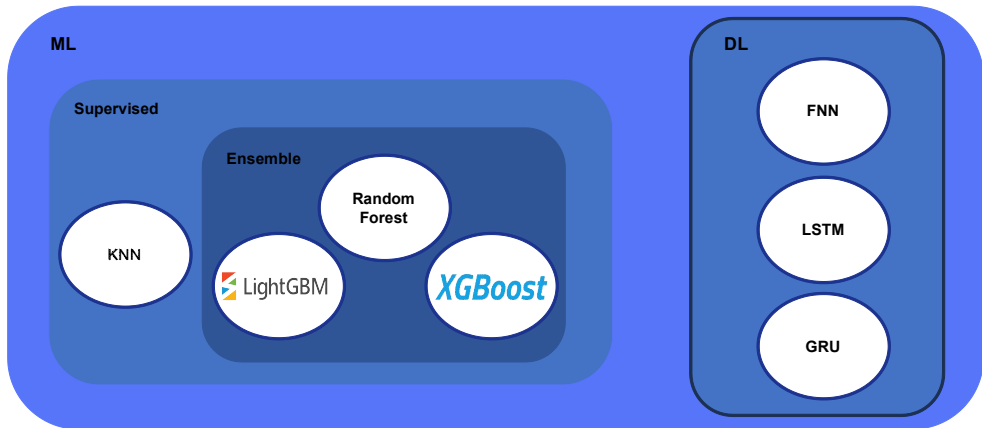 ML
DL
Supervised
FNN
Ensemble
Random
Forest
LSTM
KNN
LightGBM
XGBoost
GRU